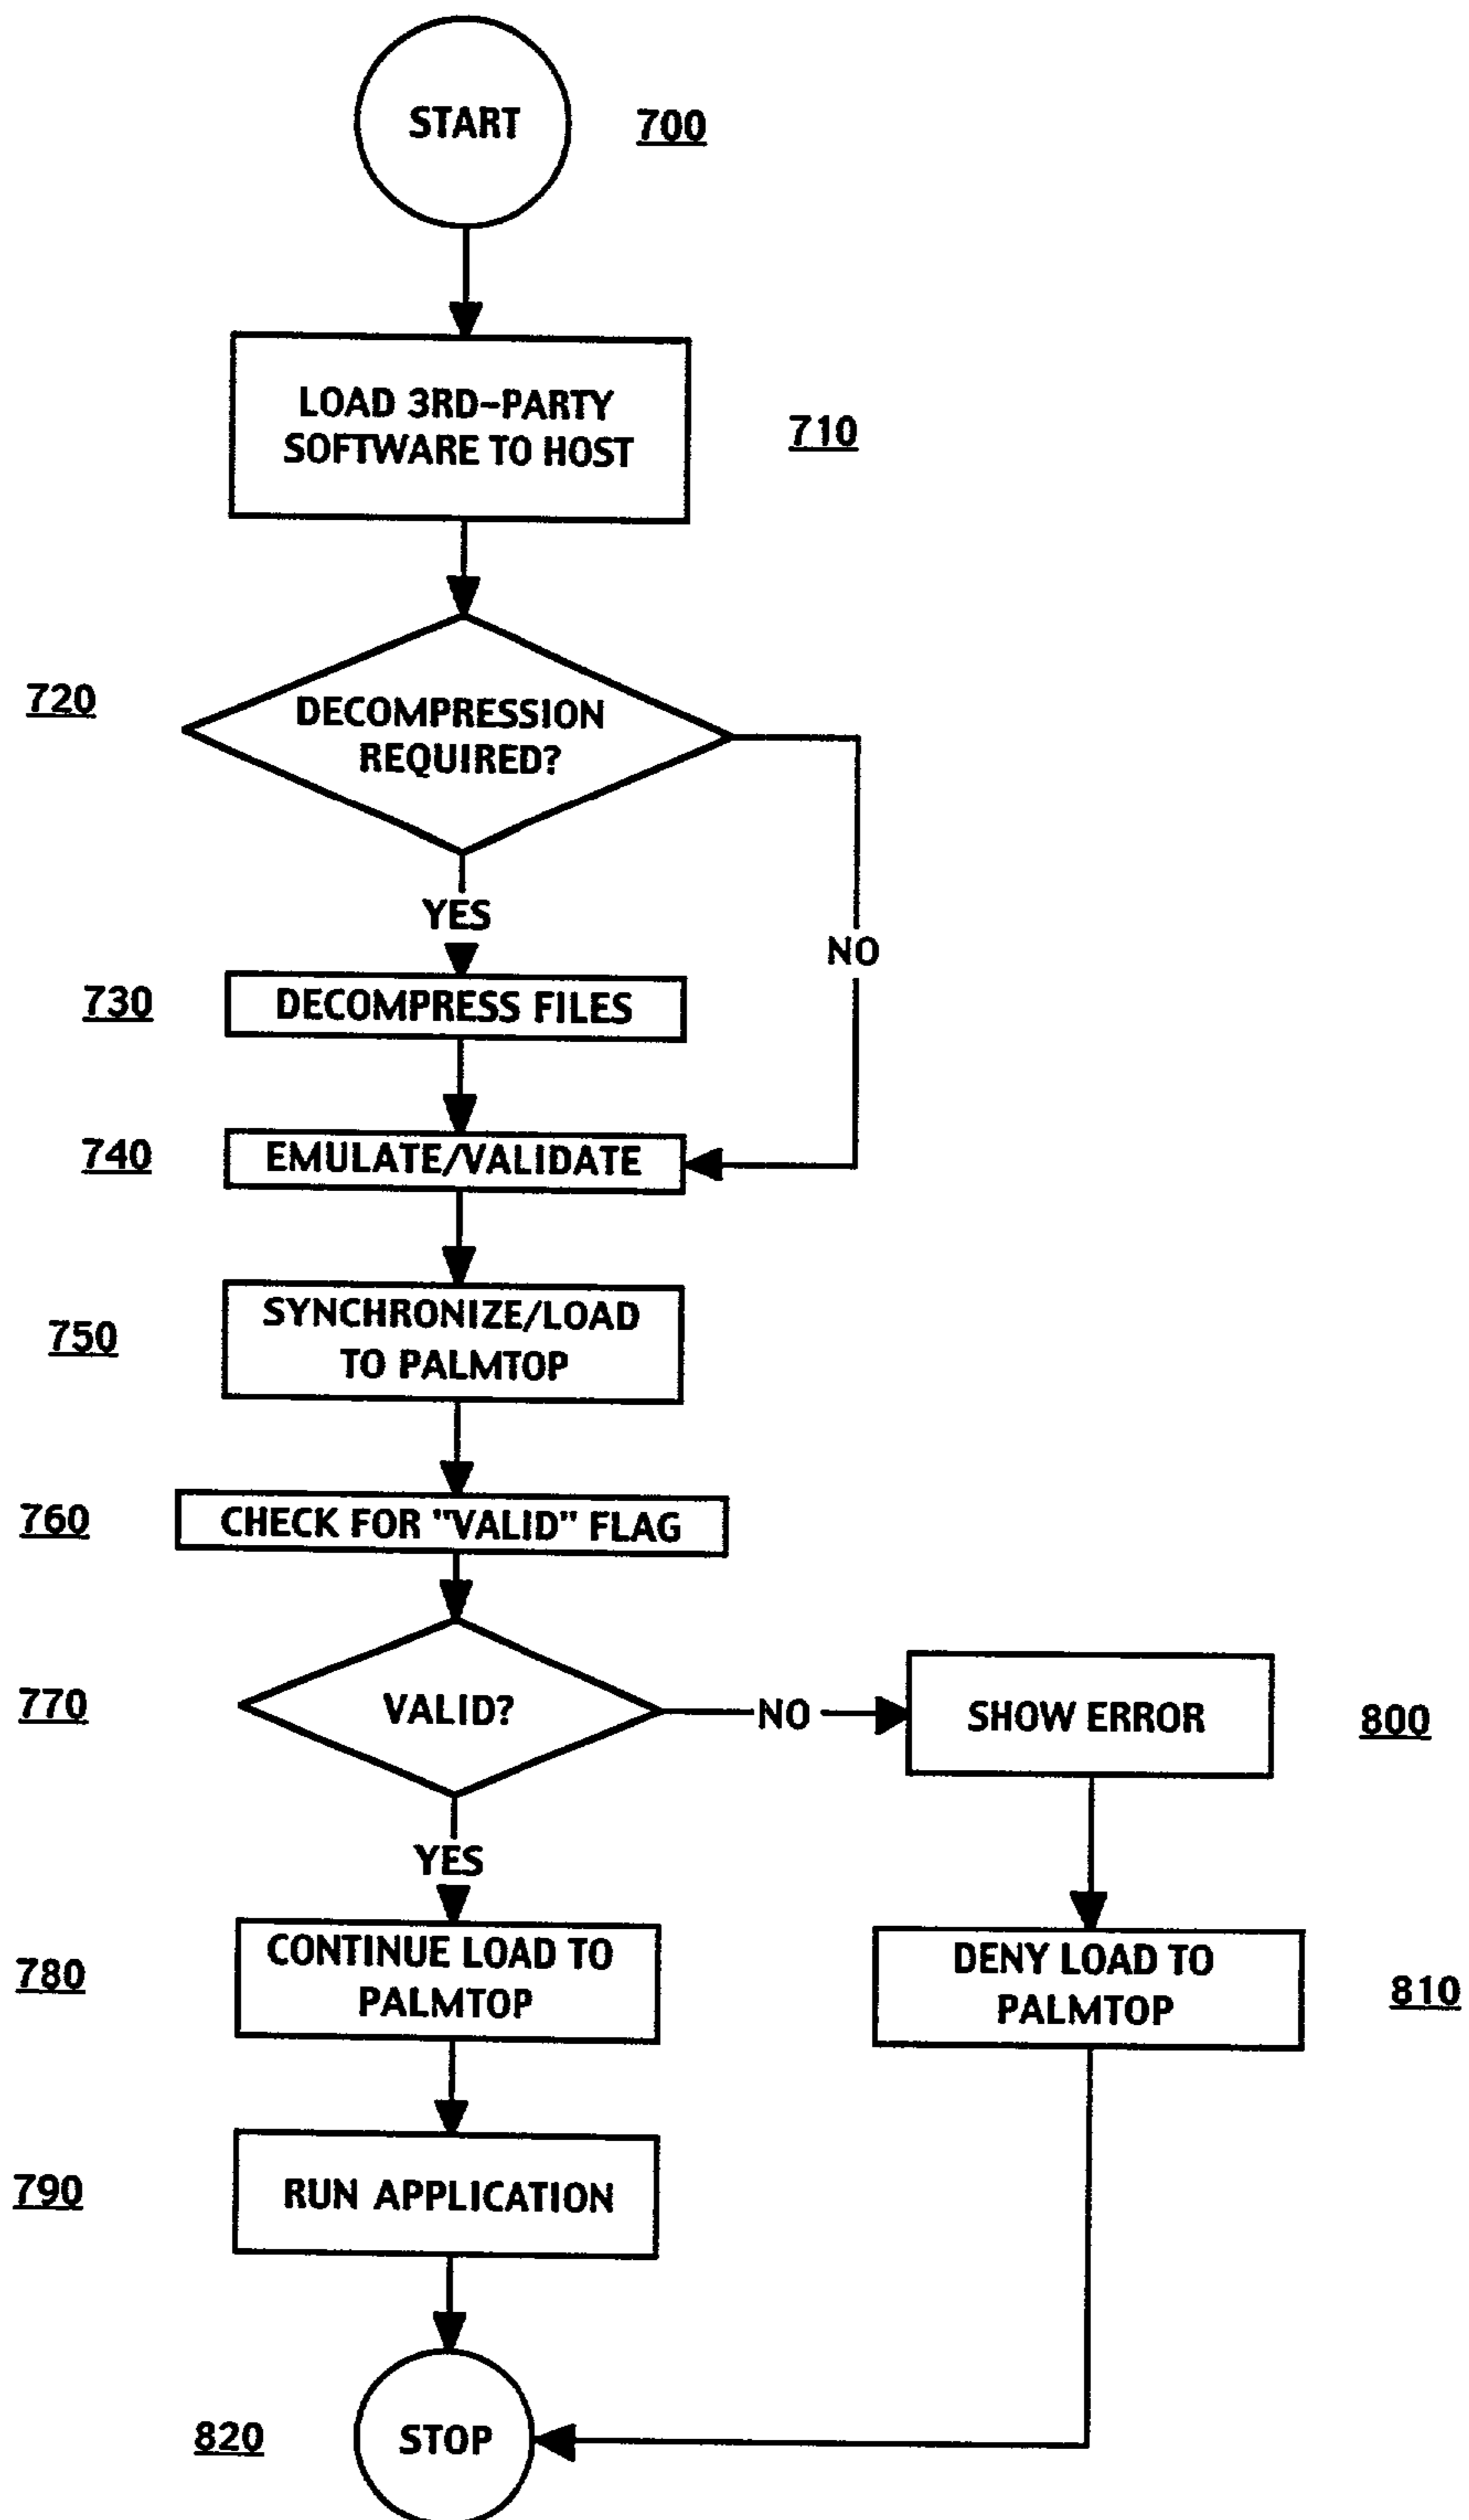 START
700
LOAD 3RD-PARTY
SOFTWARE TO HOST
710
720
DECOMPRESSION
REQUIRED?
YES
NO
730
DECOMPRESS FILES
740
EMULATE/VALIDATE
750
SYNCHRONIZE/LOAD
TO PALMTOP
760
CHECK FOR "VALID" FLAG
770
VALID?
NO
SHOW ERROR
800
YES
780
CONTINUE LOAD TO
PALMTOP
DENY LOAD TO
PALMTOP
810
790
RUN APPLICATION
820
STOP